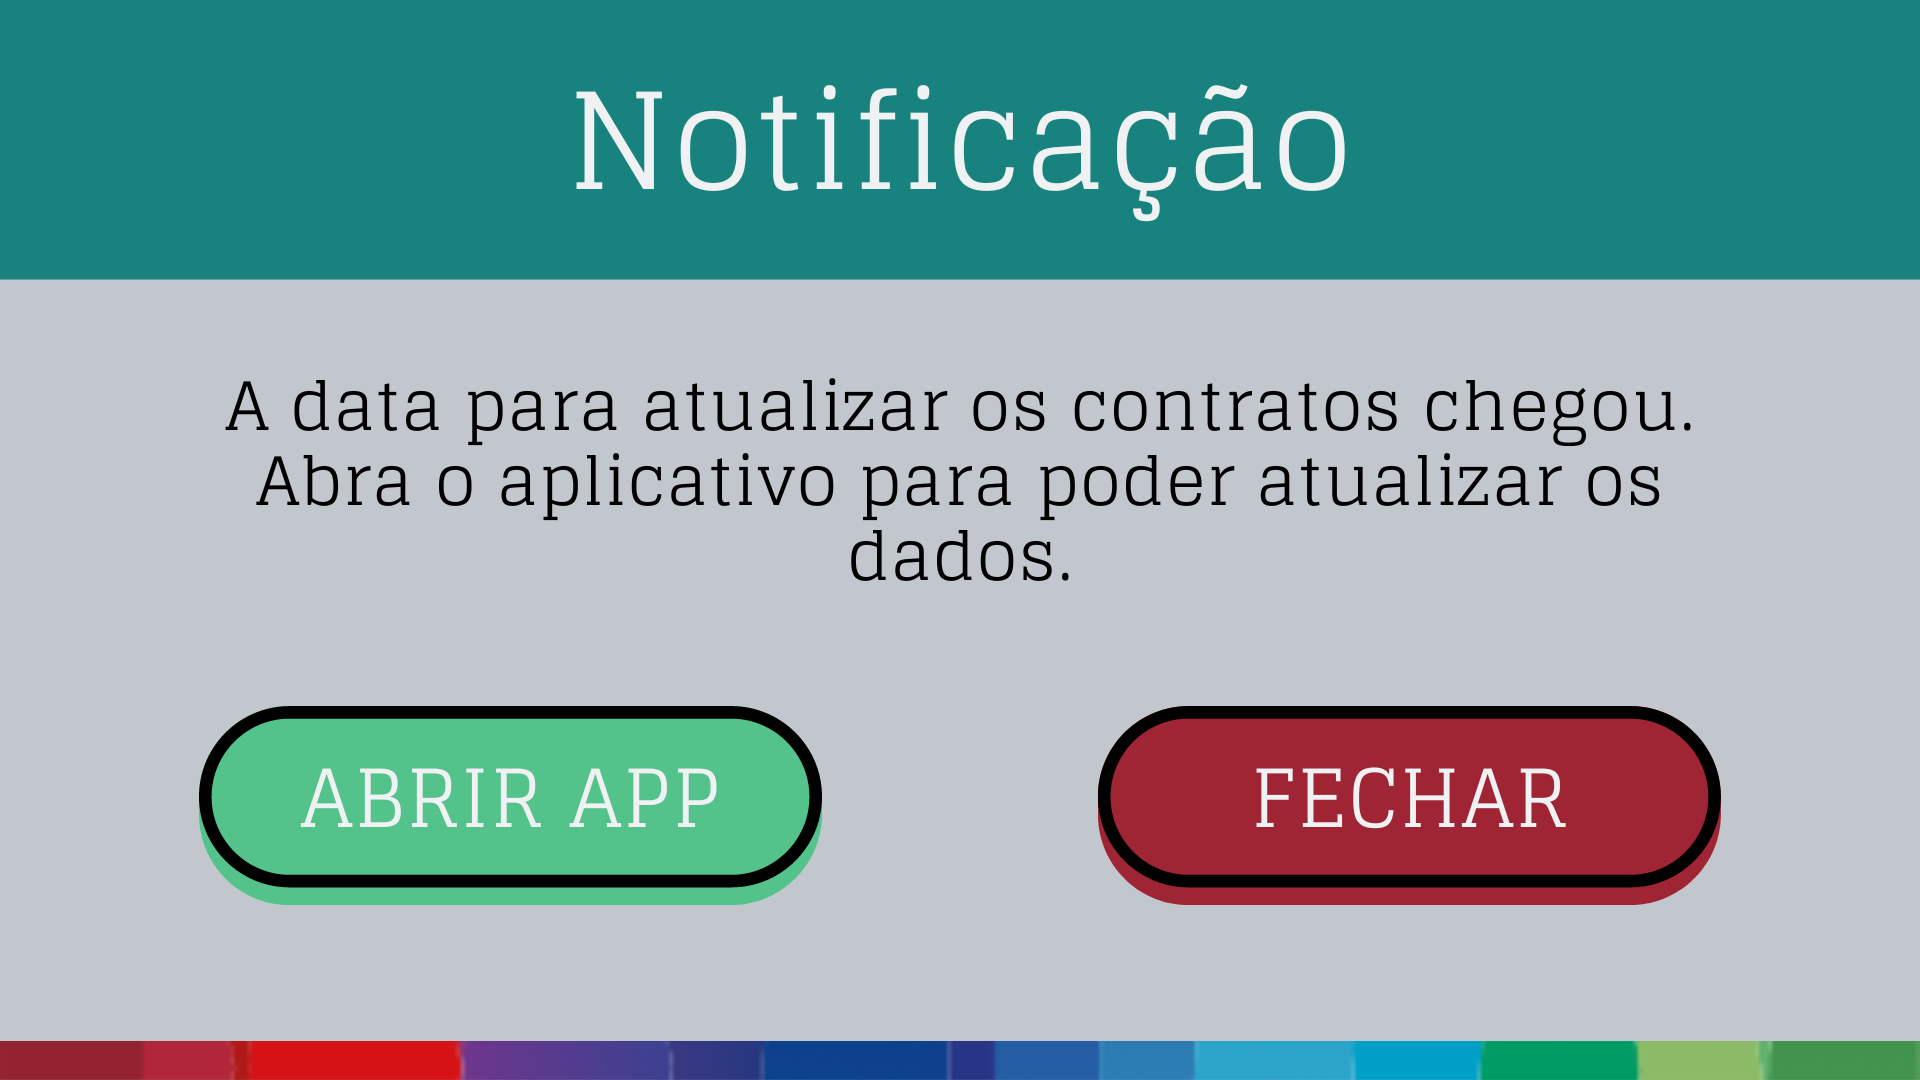 Notificação
A data para atualizar os contratos chegou.
Abra o aplicativo para poder atualizar os
dados.
ABRIR APP
FECHAR